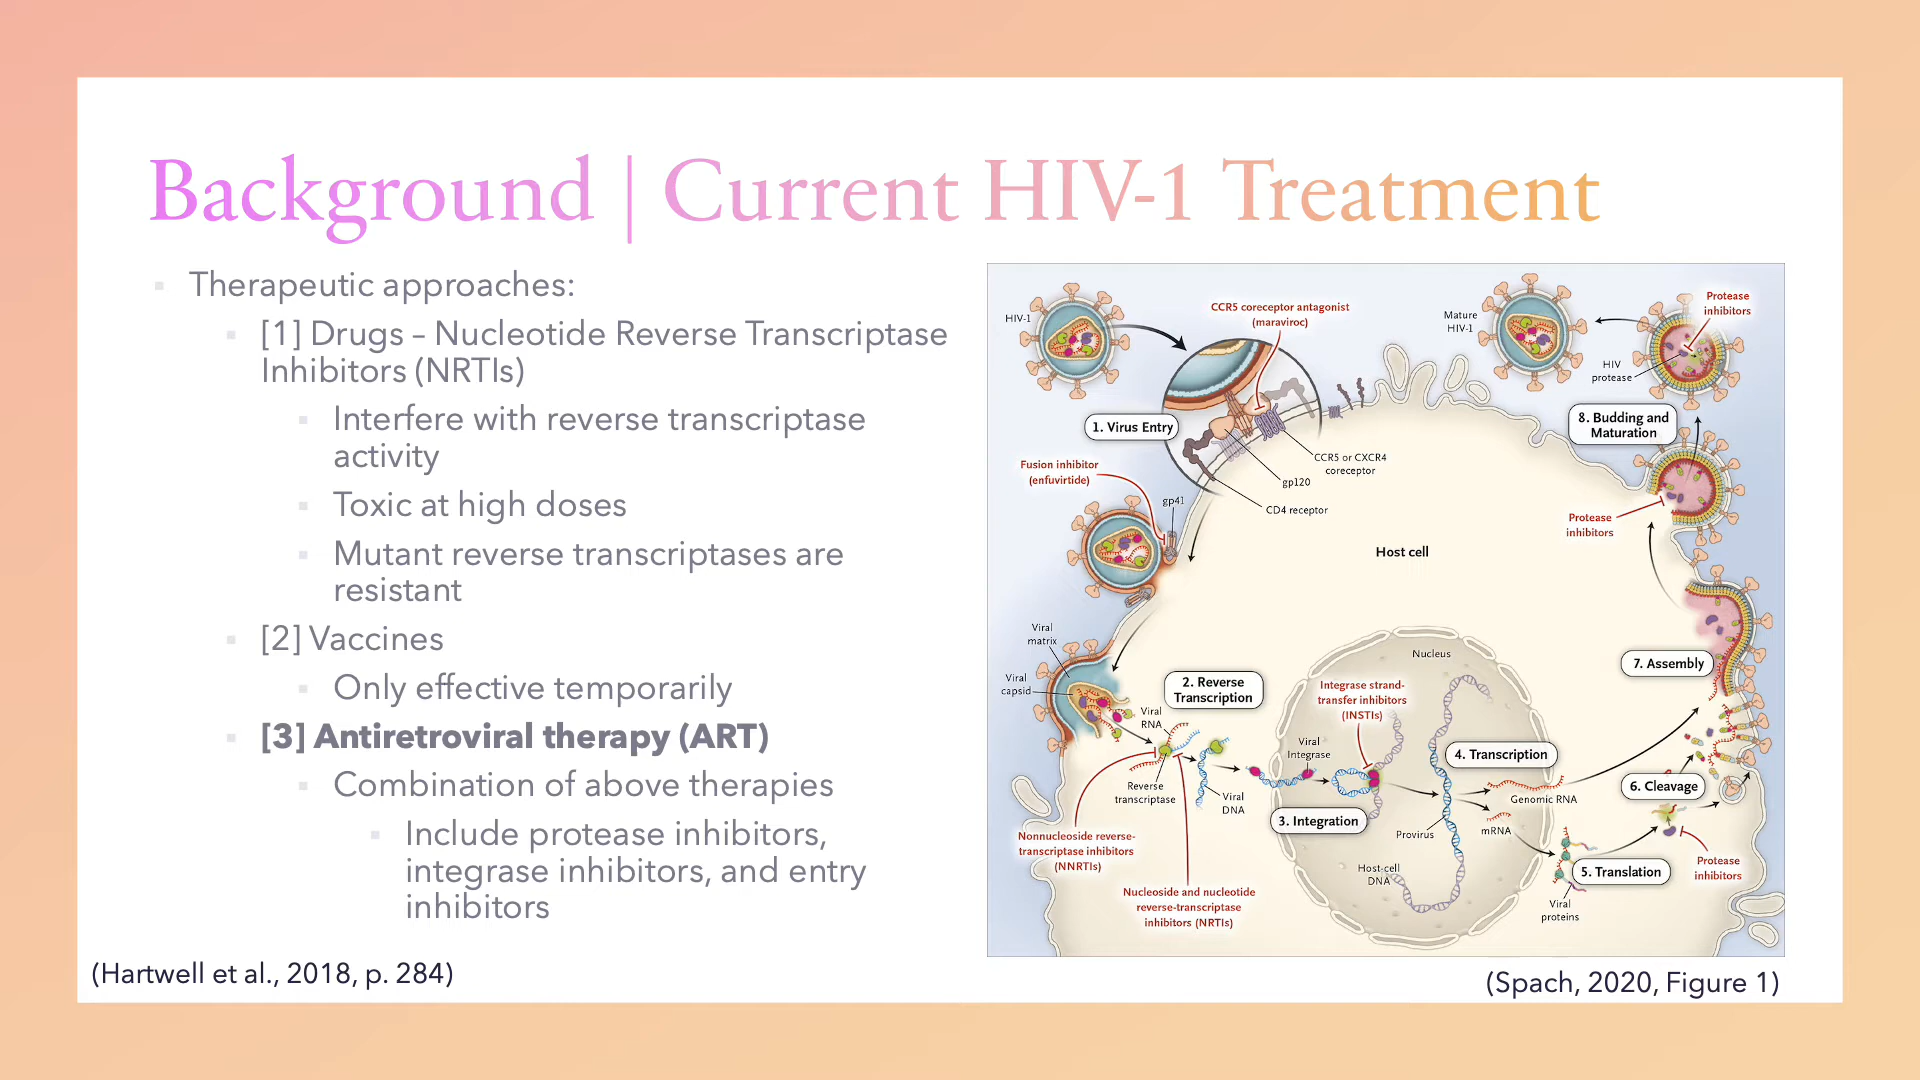 Background | Current HIV-1 Treatment
▪ Therapeutic approaches:
▪ [1] Drugs – Nucleotide Reverse Transcriptase
Inhibitors (NRTIs)
▪ Interfere with reverse transcriptase
activity
▪ Toxic at high doses
▪ Mutant reverse transcriptases are
resistant
▪ [2] Vaccines
▪ Only effective temporarily
▪ [3] Antiretroviral therapy (ART)
▪ Combination of above therapies
▪ Include protease inhibitors,
integrase inhibitors, and entry
inhibitors
(Hartwell et al., 2018, p. 284)
HIV-1
CCR5 coreceptor antagonist
(maraviroc)
1. Virus Entry
CCR5 or CXCR4
coreceptor
gp120
CD4 receptor
Fusion inhibitor
(enfuvirtide)
gp41
Mature
HIV-1
Protease
inhibitors
HIV
protease
8. Budding and
Maturation
Protease
inhibitors
Host cell
Viral
matrix
Viral
capsid
2. Reverse
Transcription
Viral
RNA
Reverse
transcriptase
Viral
DNA
Nonnucleoside reverse-
transcriptase inhibitors
(NNRTIs)
Nucleoside and nucleotide
reverse-transcriptase
inhibitors (NRTIs)
Nucleus
Integrase strand-
transfer inhibitors
(INSTIs)
Viral
Integrase
3. Integration
4. Transcription
Provirus
Host-cell
DNA
Genomic RNA
mRNA
5. Translation
Viral
proteins
6. Cleavage
Protease
inhibitors
7. Assembly
(Spach, 2020, Figure 1)